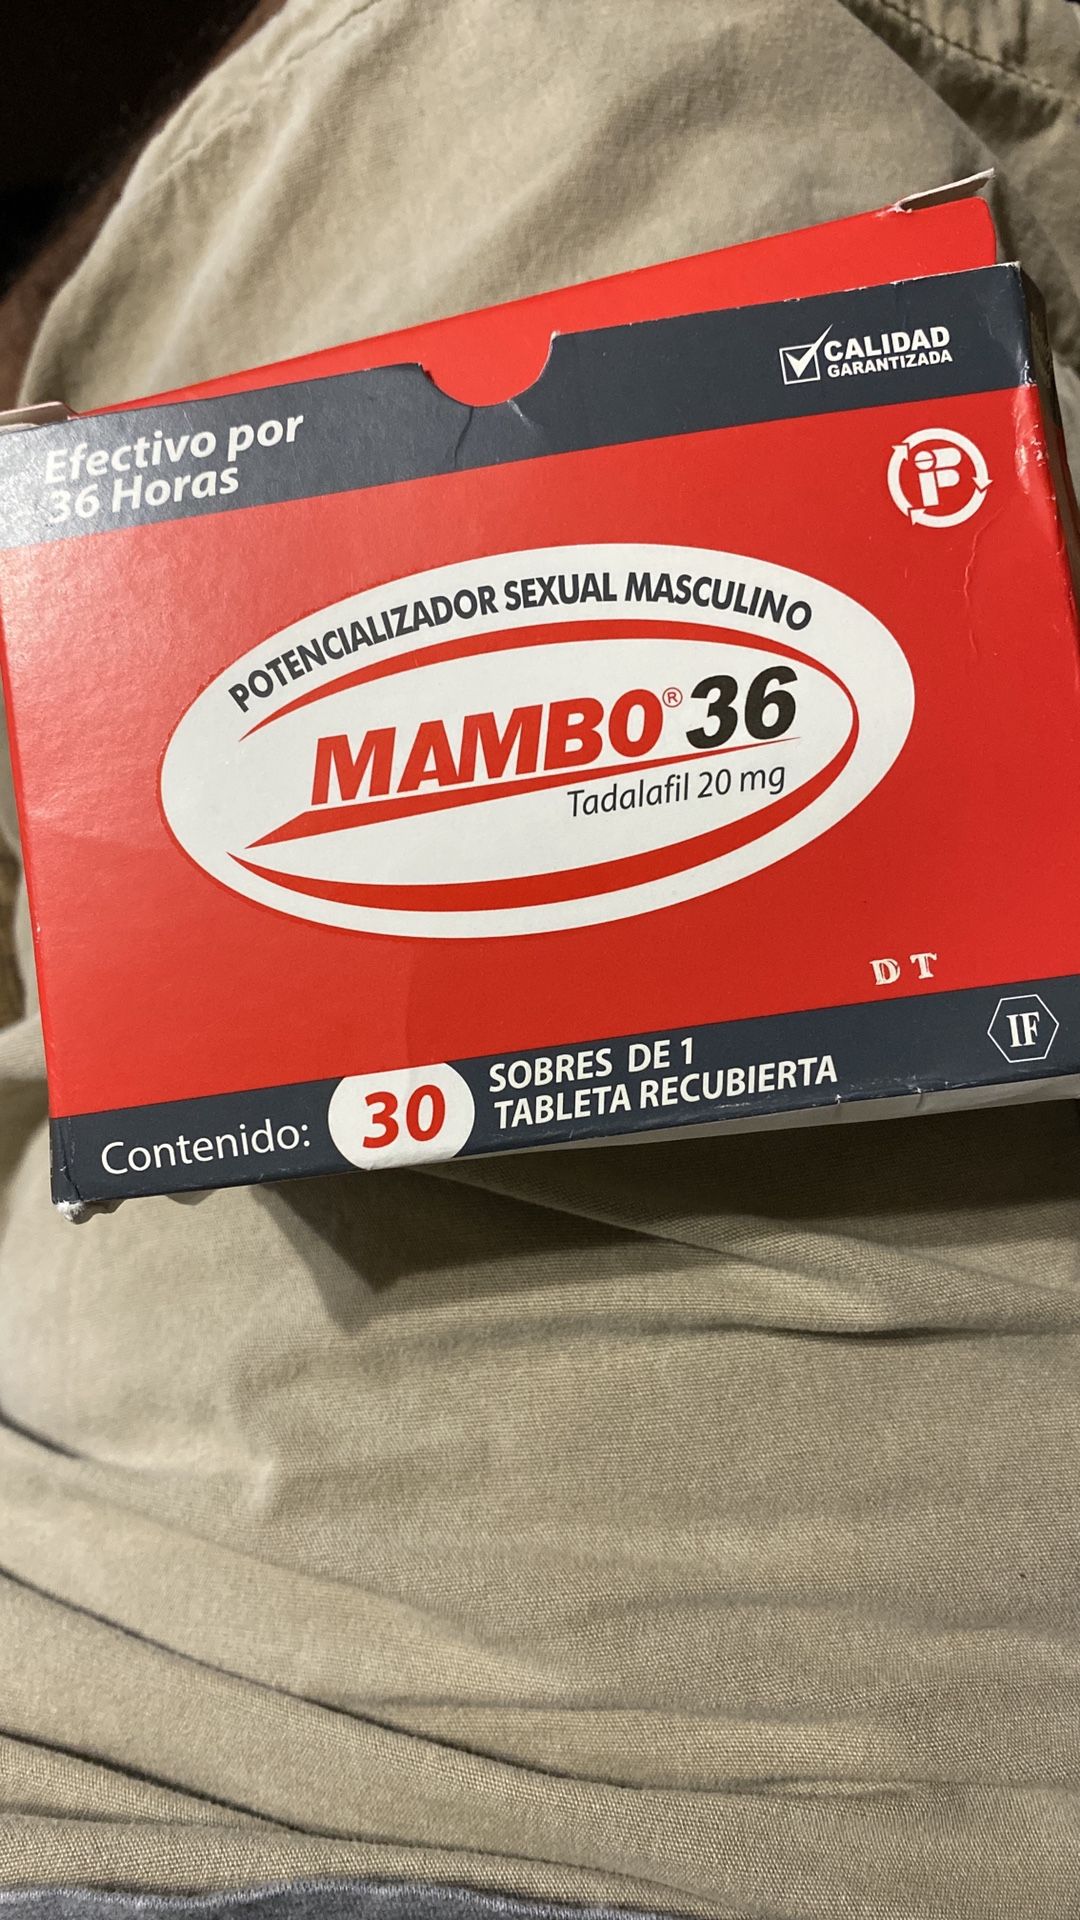 Efectivo por
36 Horas
CALIDAD
GARANTIZADA
iP
POTENCIALIZADOR SEXUAL MASCULINO
MAMBO® 36
Tadalafil 20 mg
D T
Contenido: 30
SOBRES DE 1
TABLETA RECUBIERTA
IF